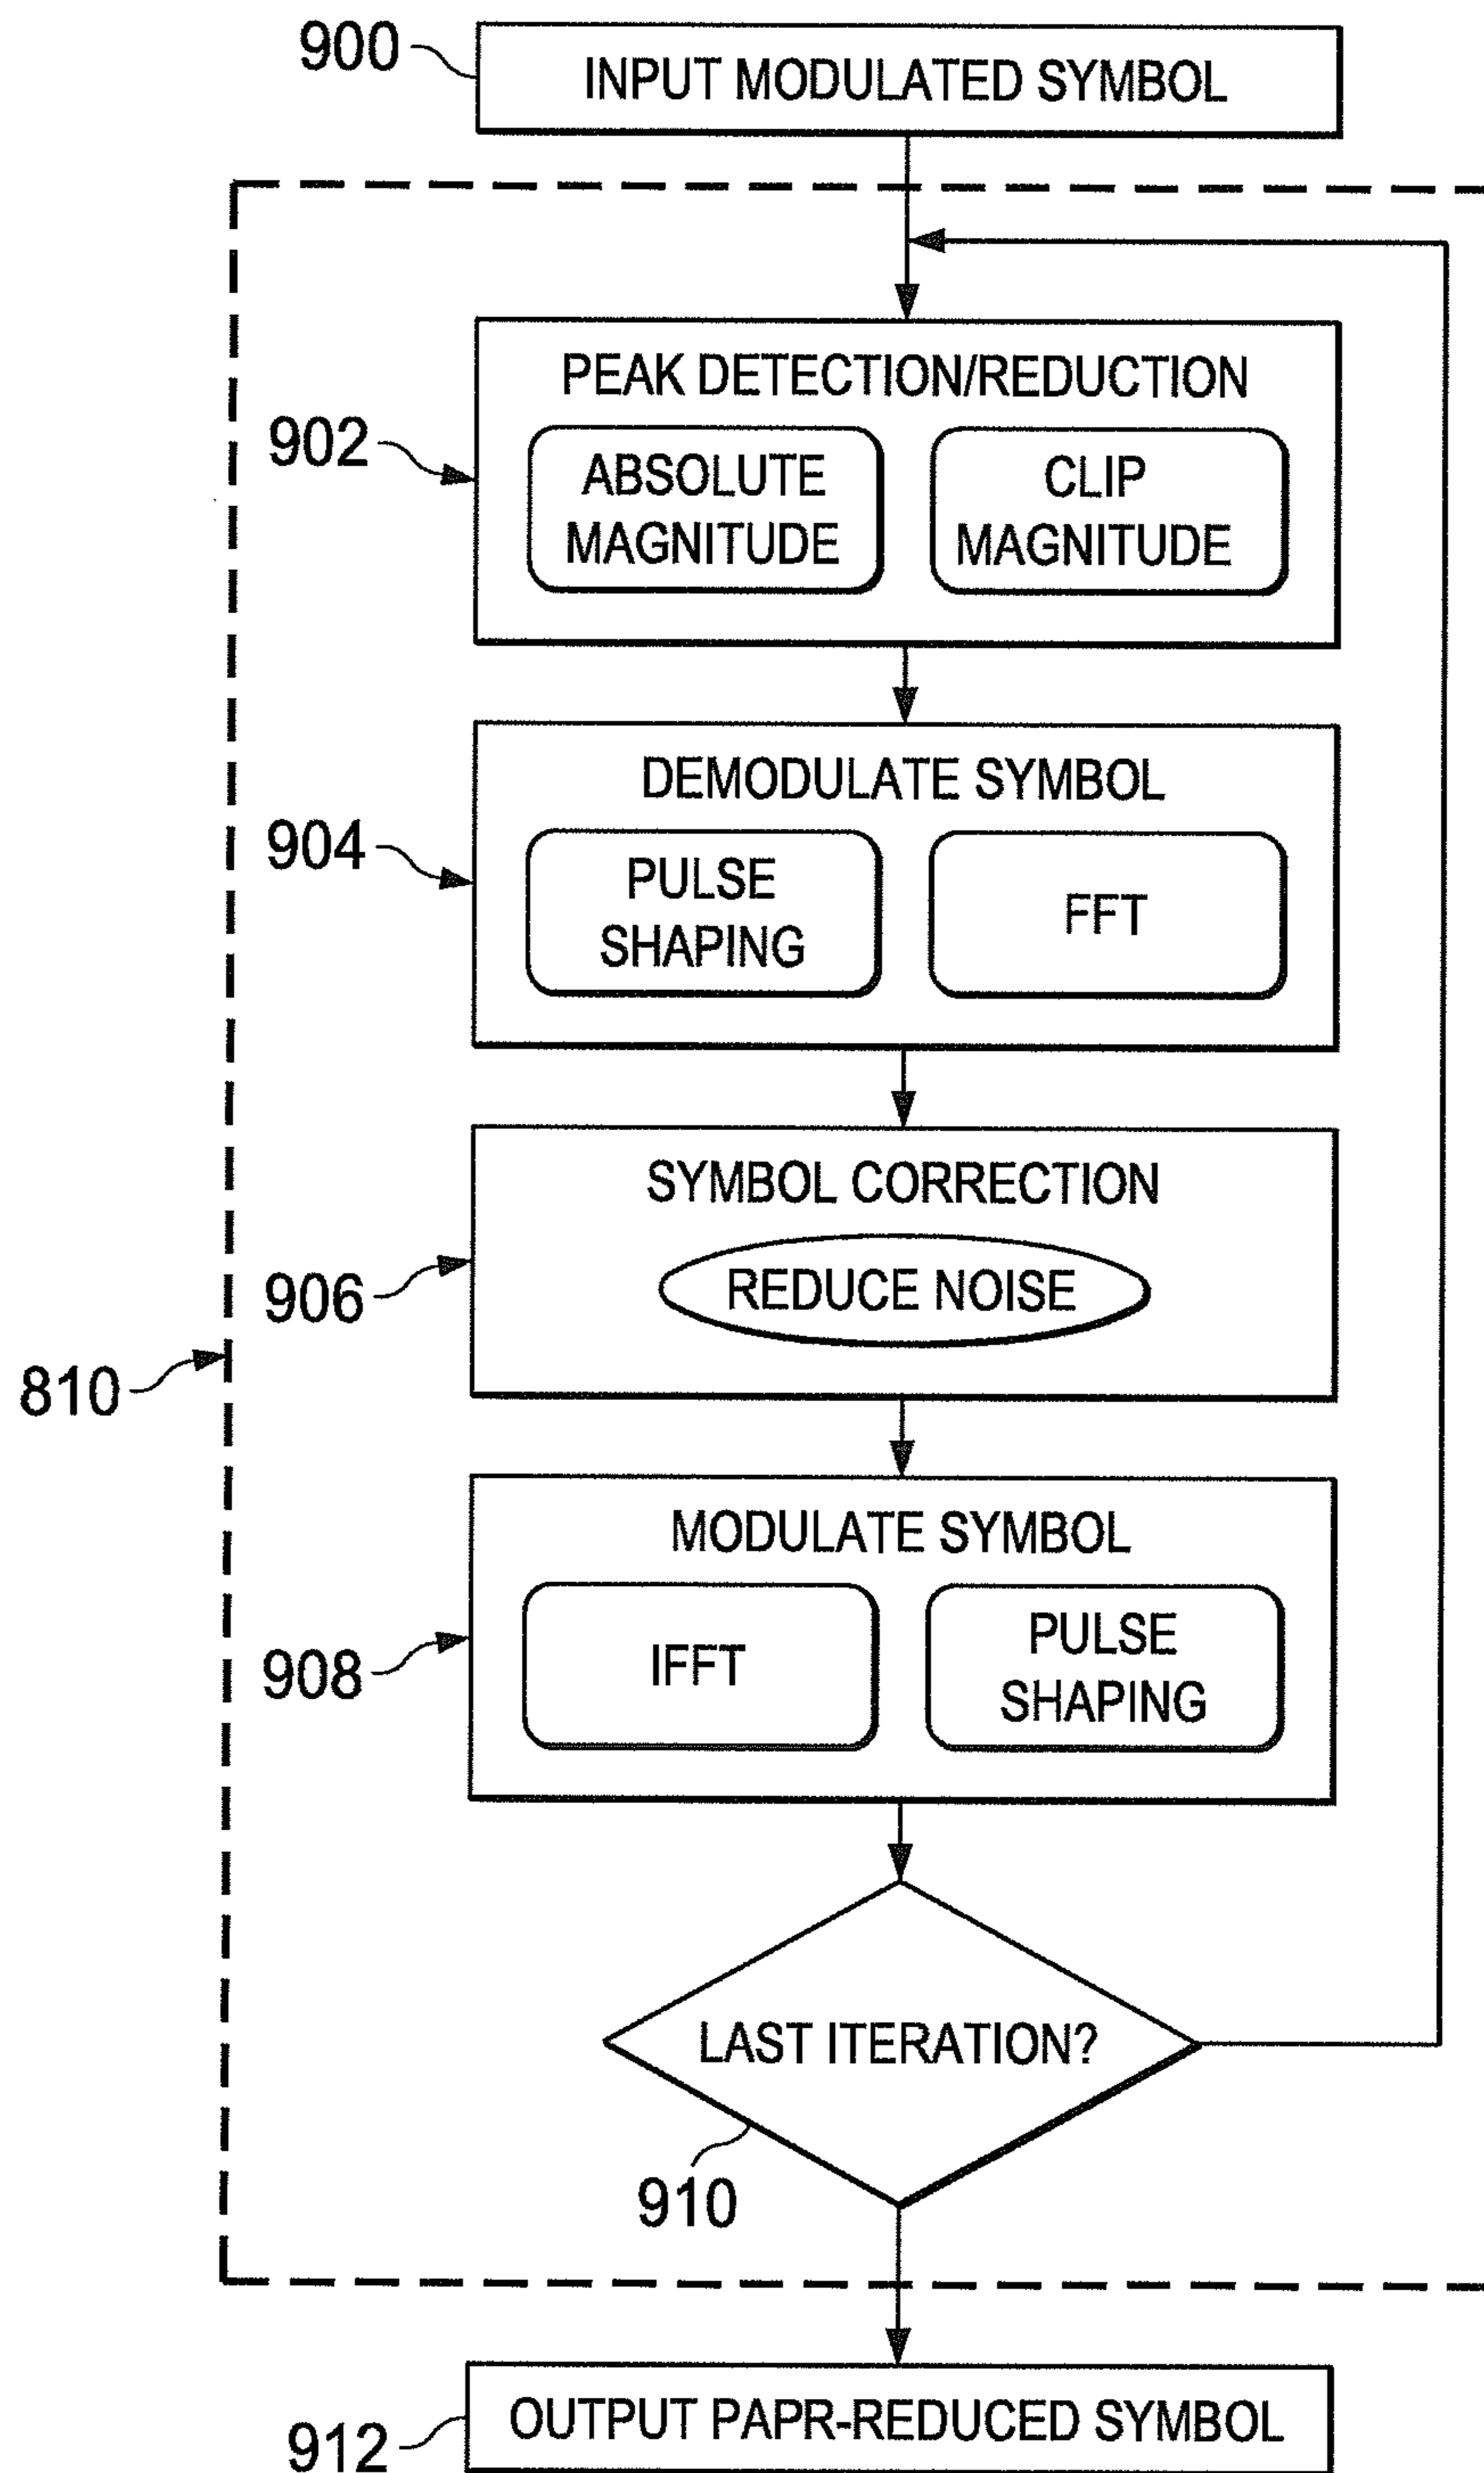 900
INPUT MODULATED SYMBOL
PEAK DETECTION/REDUCTION
902
ABSOLUTE
MAGNITUDE
CLIP
MAGNITUDE
DEMODULATE SYMBOL
904
PULSE
SHAPING
FFT
SYMBOL CORRECTION
906
REDUCE NOISE
810
MODULATE SYMBOL
908
IFFT
PULSE
SHAPING
LAST ITERATION?
910
912
OUTPUT PAPR-REDUCED SYMBOL